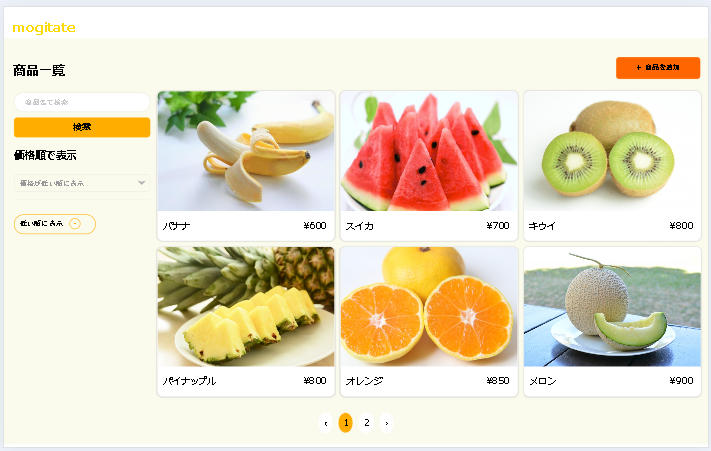 mogitate
商品一覧
+ 商品を追加
商品名で検索
検索
価格順で表示
価格が低い順に表示
低い順に表示
バナナ ¥600
スイカ ¥700
キウイ ¥800
パイナップル ¥800
オレンジ ¥850
メロン ¥900
‹ 1 2 ›